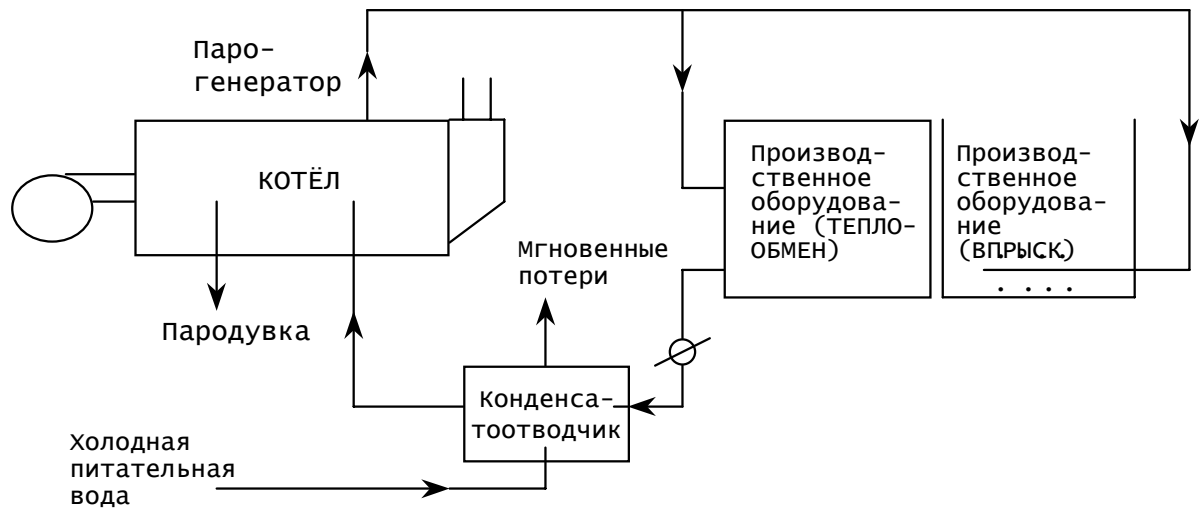 Паро-
генератор
КОТЁЛ
Производ-
ственное
оборудова-
ние (ТЕПЛО-
ОБМЕН)
Производ-
ственное
оборудова-
ние
(ВПРЫСК)
Мгновенные
потери
Пародувка
Конденса-
тоотводчик
Холодная
питательная
вода